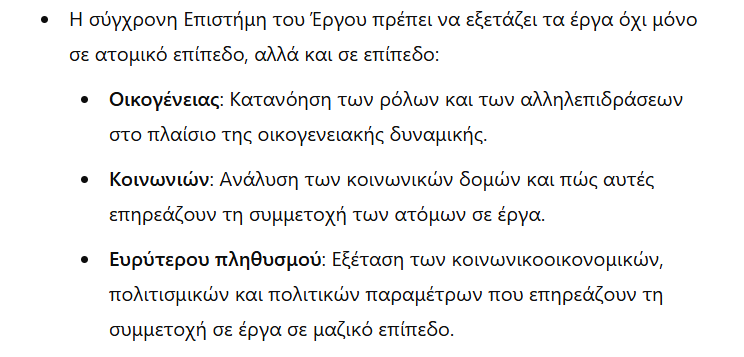 • Η σύγχρονη Επιστήμη του Έργου πρέπει να εξετάζει τα έργα όχι μόνο
σε ατομικό επίπεδο, αλλά και σε επίπεδο:
• Οικογένειας: Κατανόηση των ρόλων και των αλληλεπιδράσεων
στο πλαίσιο της οικογενειακής δυναμικής.
• Κοινωνιών: Ανάλυση των κοινωνικών δομών και πώς αυτές
επηρεάζουν τη συμμετοχή των ατόμων σε έργα.
• Ευρύτερου πληθυσμού: Εξέταση των κοινωνικοοικονομικών,
πολιτισμικών και πολιτικών παραμέτρων που επηρεάζουν τη
συμμετοχή σε έργα σε μαζικό επίπεδο.